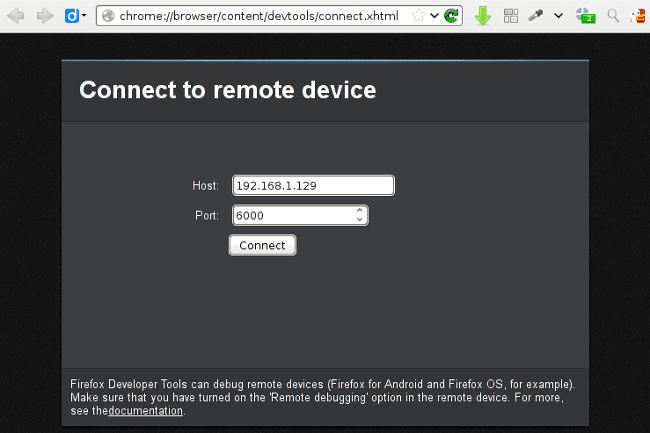 chrome://browser/content/devtools/connect.xhtml
2
Connect to remote device
Host: 192.168.1.129
Port: 6000
Connect
Firefox Developer Tools can debug remote devices (Firefox for Android and Firefox OS, for example).
Make sure that you have turned on the 'Remote debugging' option in the remote device. For more,
see thedocumentation.